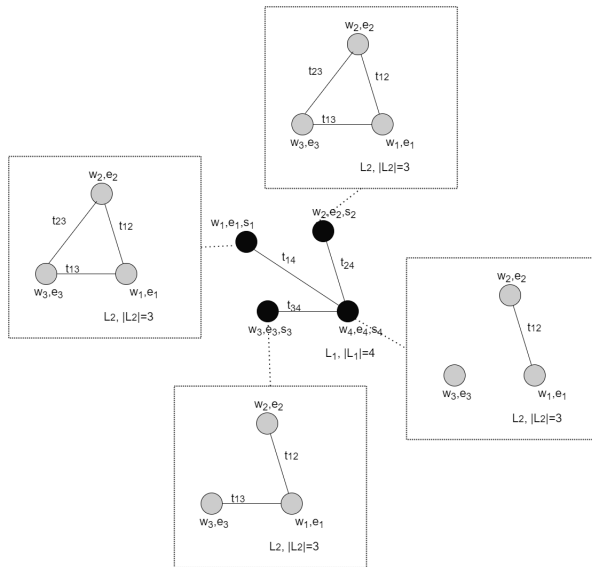 w₂,e₂
t₂₃
t₁₂
t₁₃
w₃,e₃
w₁,e₁
L₂, |L₂|=3
w₂,e₂
t₂₃
t₁₂
t₁₃
w₃,e₃
w₁,e₁
L₂, |L₂|=3
w₁,e₁,s₁
w₂,e₂,s₂
t₁₄
t₂₄
t₃₄
w₃,e₃,s₃
w₄,e₄,s₄
L₁, |L₁|=4
w₂,e₂
t₁₂
w₃,e₃
w₁,e₁
L₂, |L₂|=3
w₂,e₂
t₁₂
t₁₃
w₃,e₃
w₁,e₁
L₂, |L₂|=3